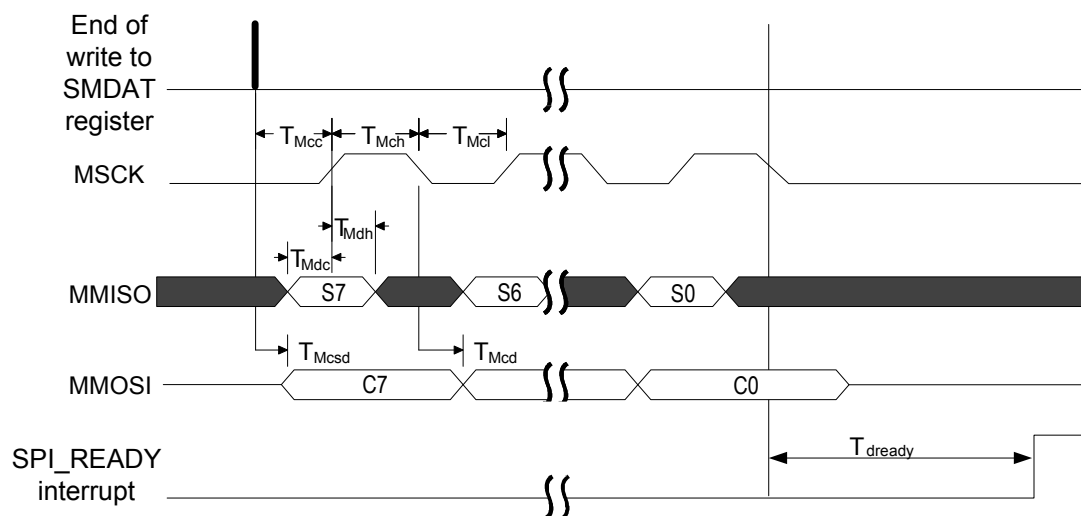 End of
write to
SMDAT
register
TMcc
TMch
TMcl
MSCK
TMdh
TMdc
MMISO
S7
S6
S0
TMcsd
TMcd
MMOSI
C7
C0
SPI_READY
interrupt
Tdready